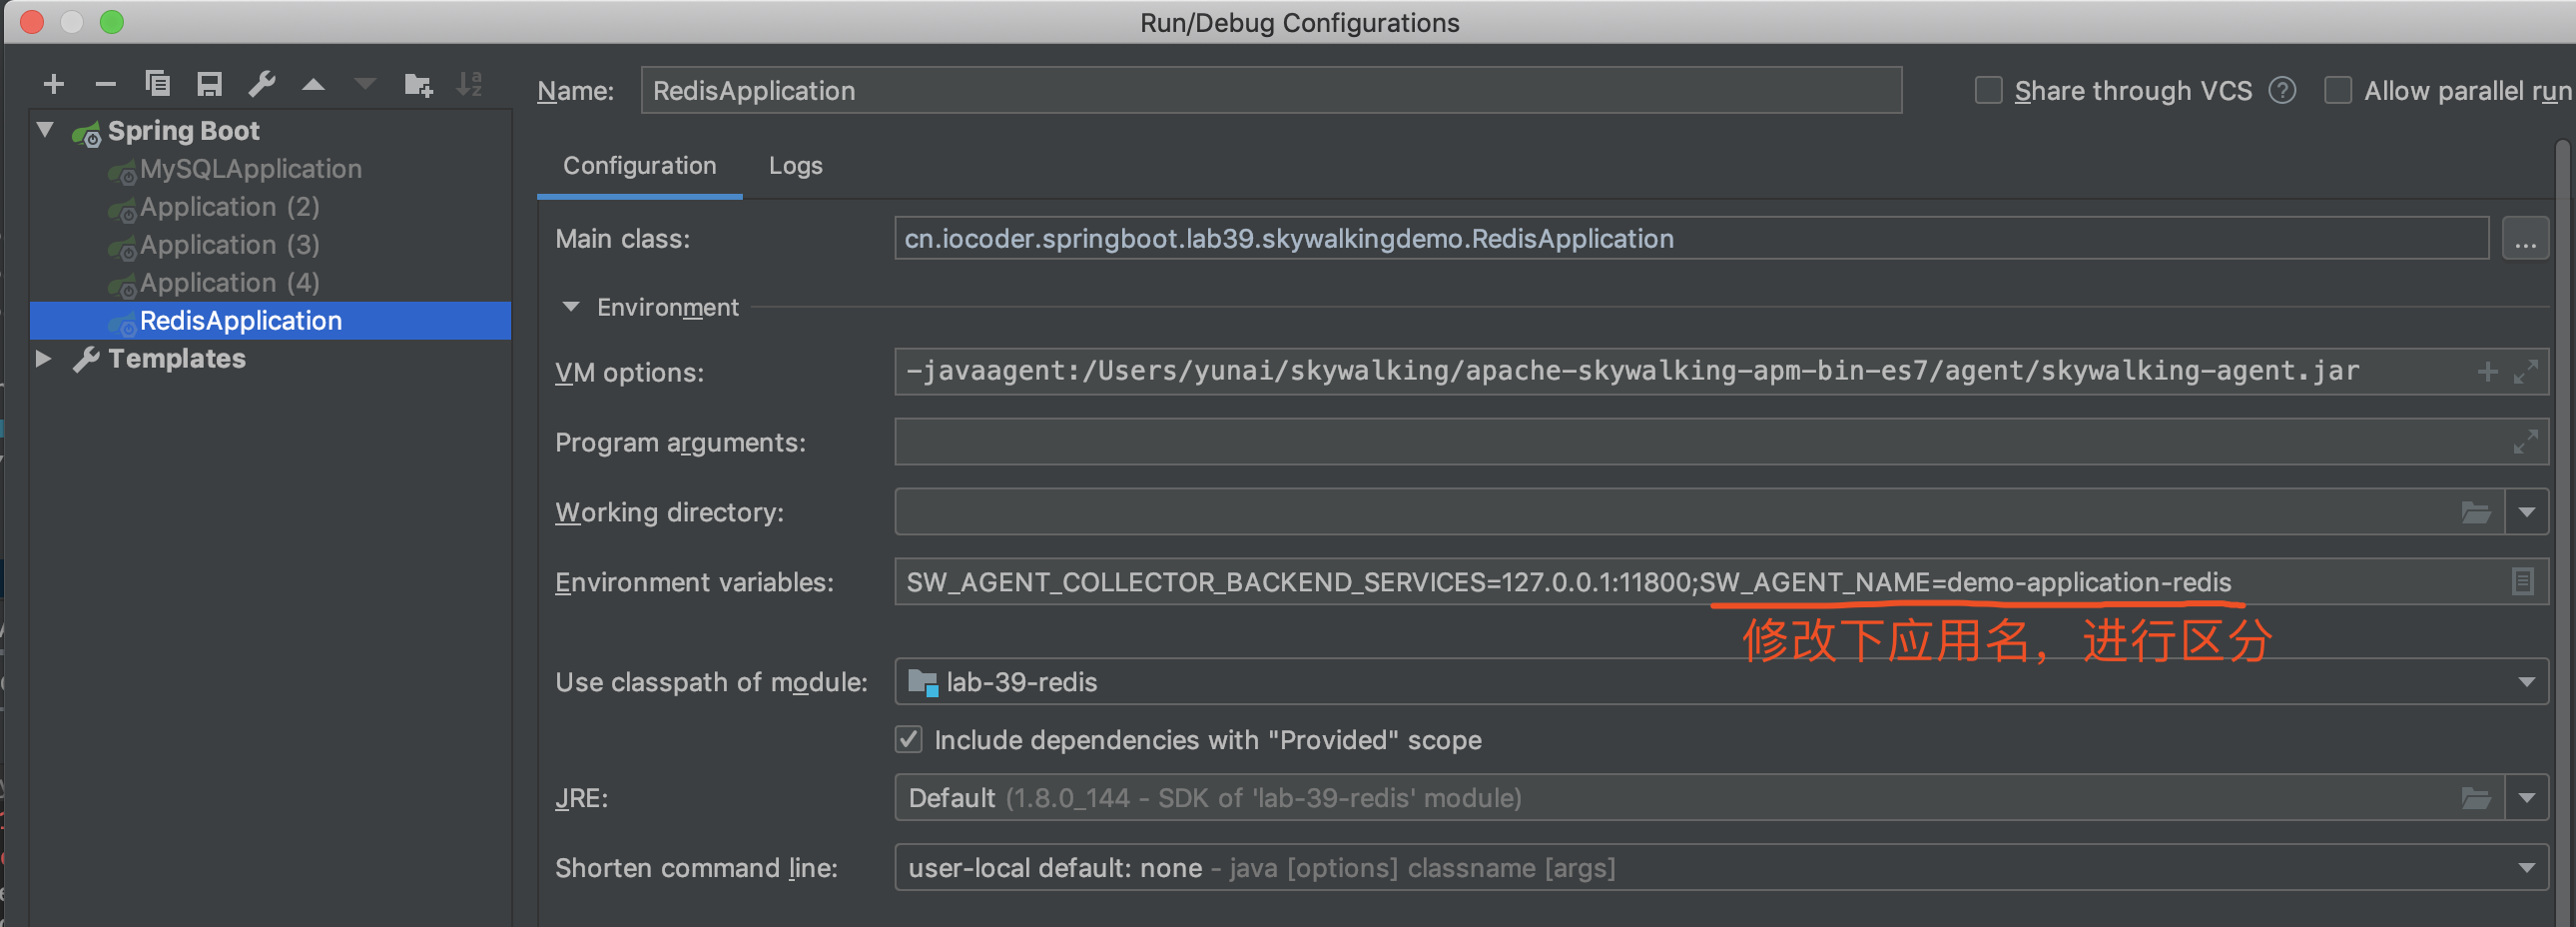 Run/Debug Configurations
Name: RedisApplication
Share through VCS ? Allow parallel run
Spring Boot
MySQLApplication
Application (2)
Application (3)
Application (4)
RedisApplication
Templates
Configuration Logs
Main class: cn.iocoder.springboot.lab39.skywalkingdemo.RedisApplication ...
Environment
VM options: -javaagent:/Users/yunai/skywalking/apache-skywalking-apm-bin-es7/agent/skywalking-agent.jar
Program arguments:
Working directory:
Environment variables: SW_AGENT_COLLECTOR_BACKEND_SERVICES=127.0.0.1:11800;SW_AGENT_NAME=demo-application-redis
修改下应用名，进行区分
Use classpath of module: lab-39-redis
Include dependencies with "Provided" scope
JRE: Default (1.8.0_144 - SDK of 'lab-39-redis' module)
Shorten command line: user-local default: none - java [options] classname [args]